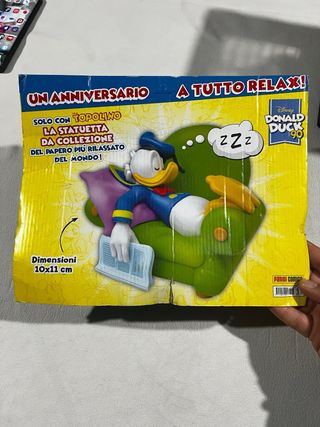 UN ANNIVERSARIO A TUTTO RELAX!
SOLO CON TOPOLINO
LA STATUETTA
DA COLLEZIONE
DEL PAPERO PIÙ RILASSATO
DEL MONDO!
ZZZ
Disney
DONALD
DUCK
90
Dimensioni
10x11 cm
PANINI COMICS